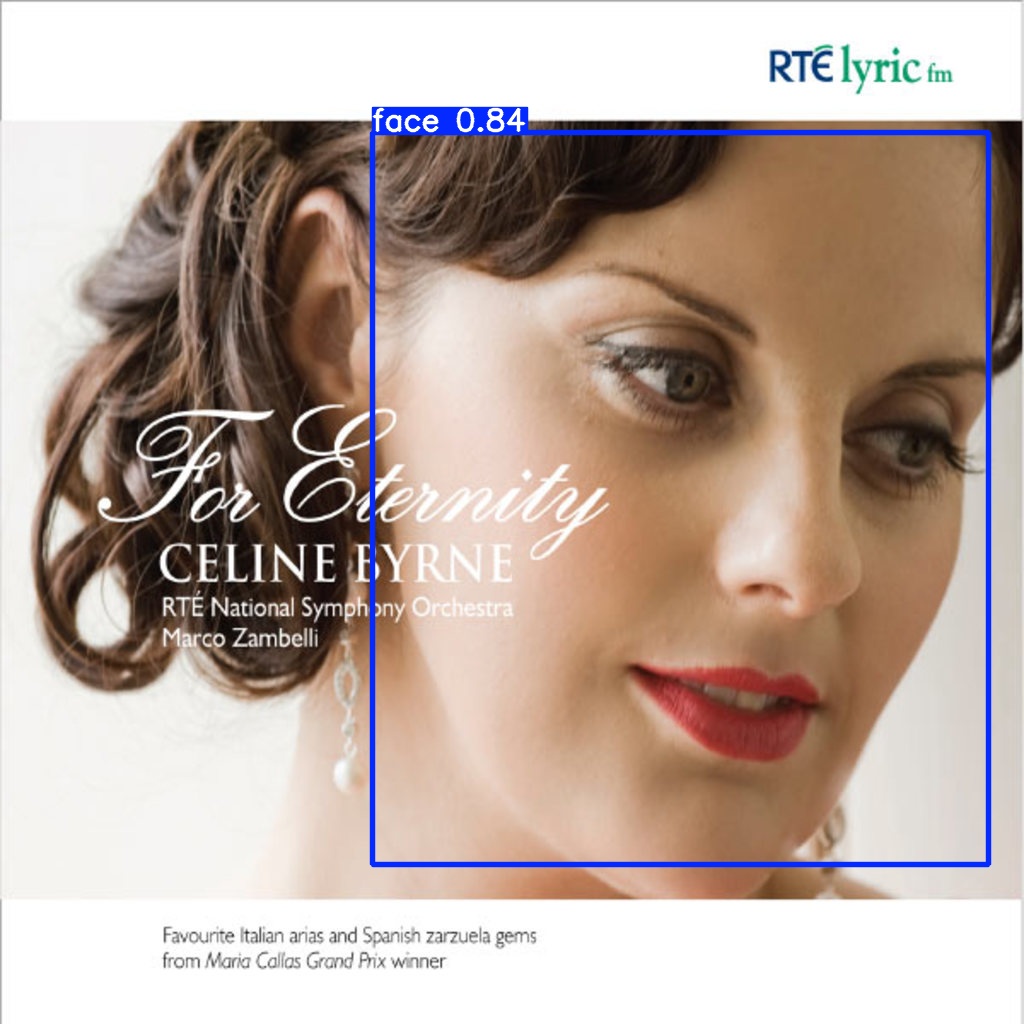 RTÉ lyric fm
face 0.84
For Eternity
CELINE BYRNE
RTÉ National Symphony Orchestra
Marco Zambelli
Favourite Italian arias and Spanish zarzuela gems
from Maria Callas Grand Prix winner